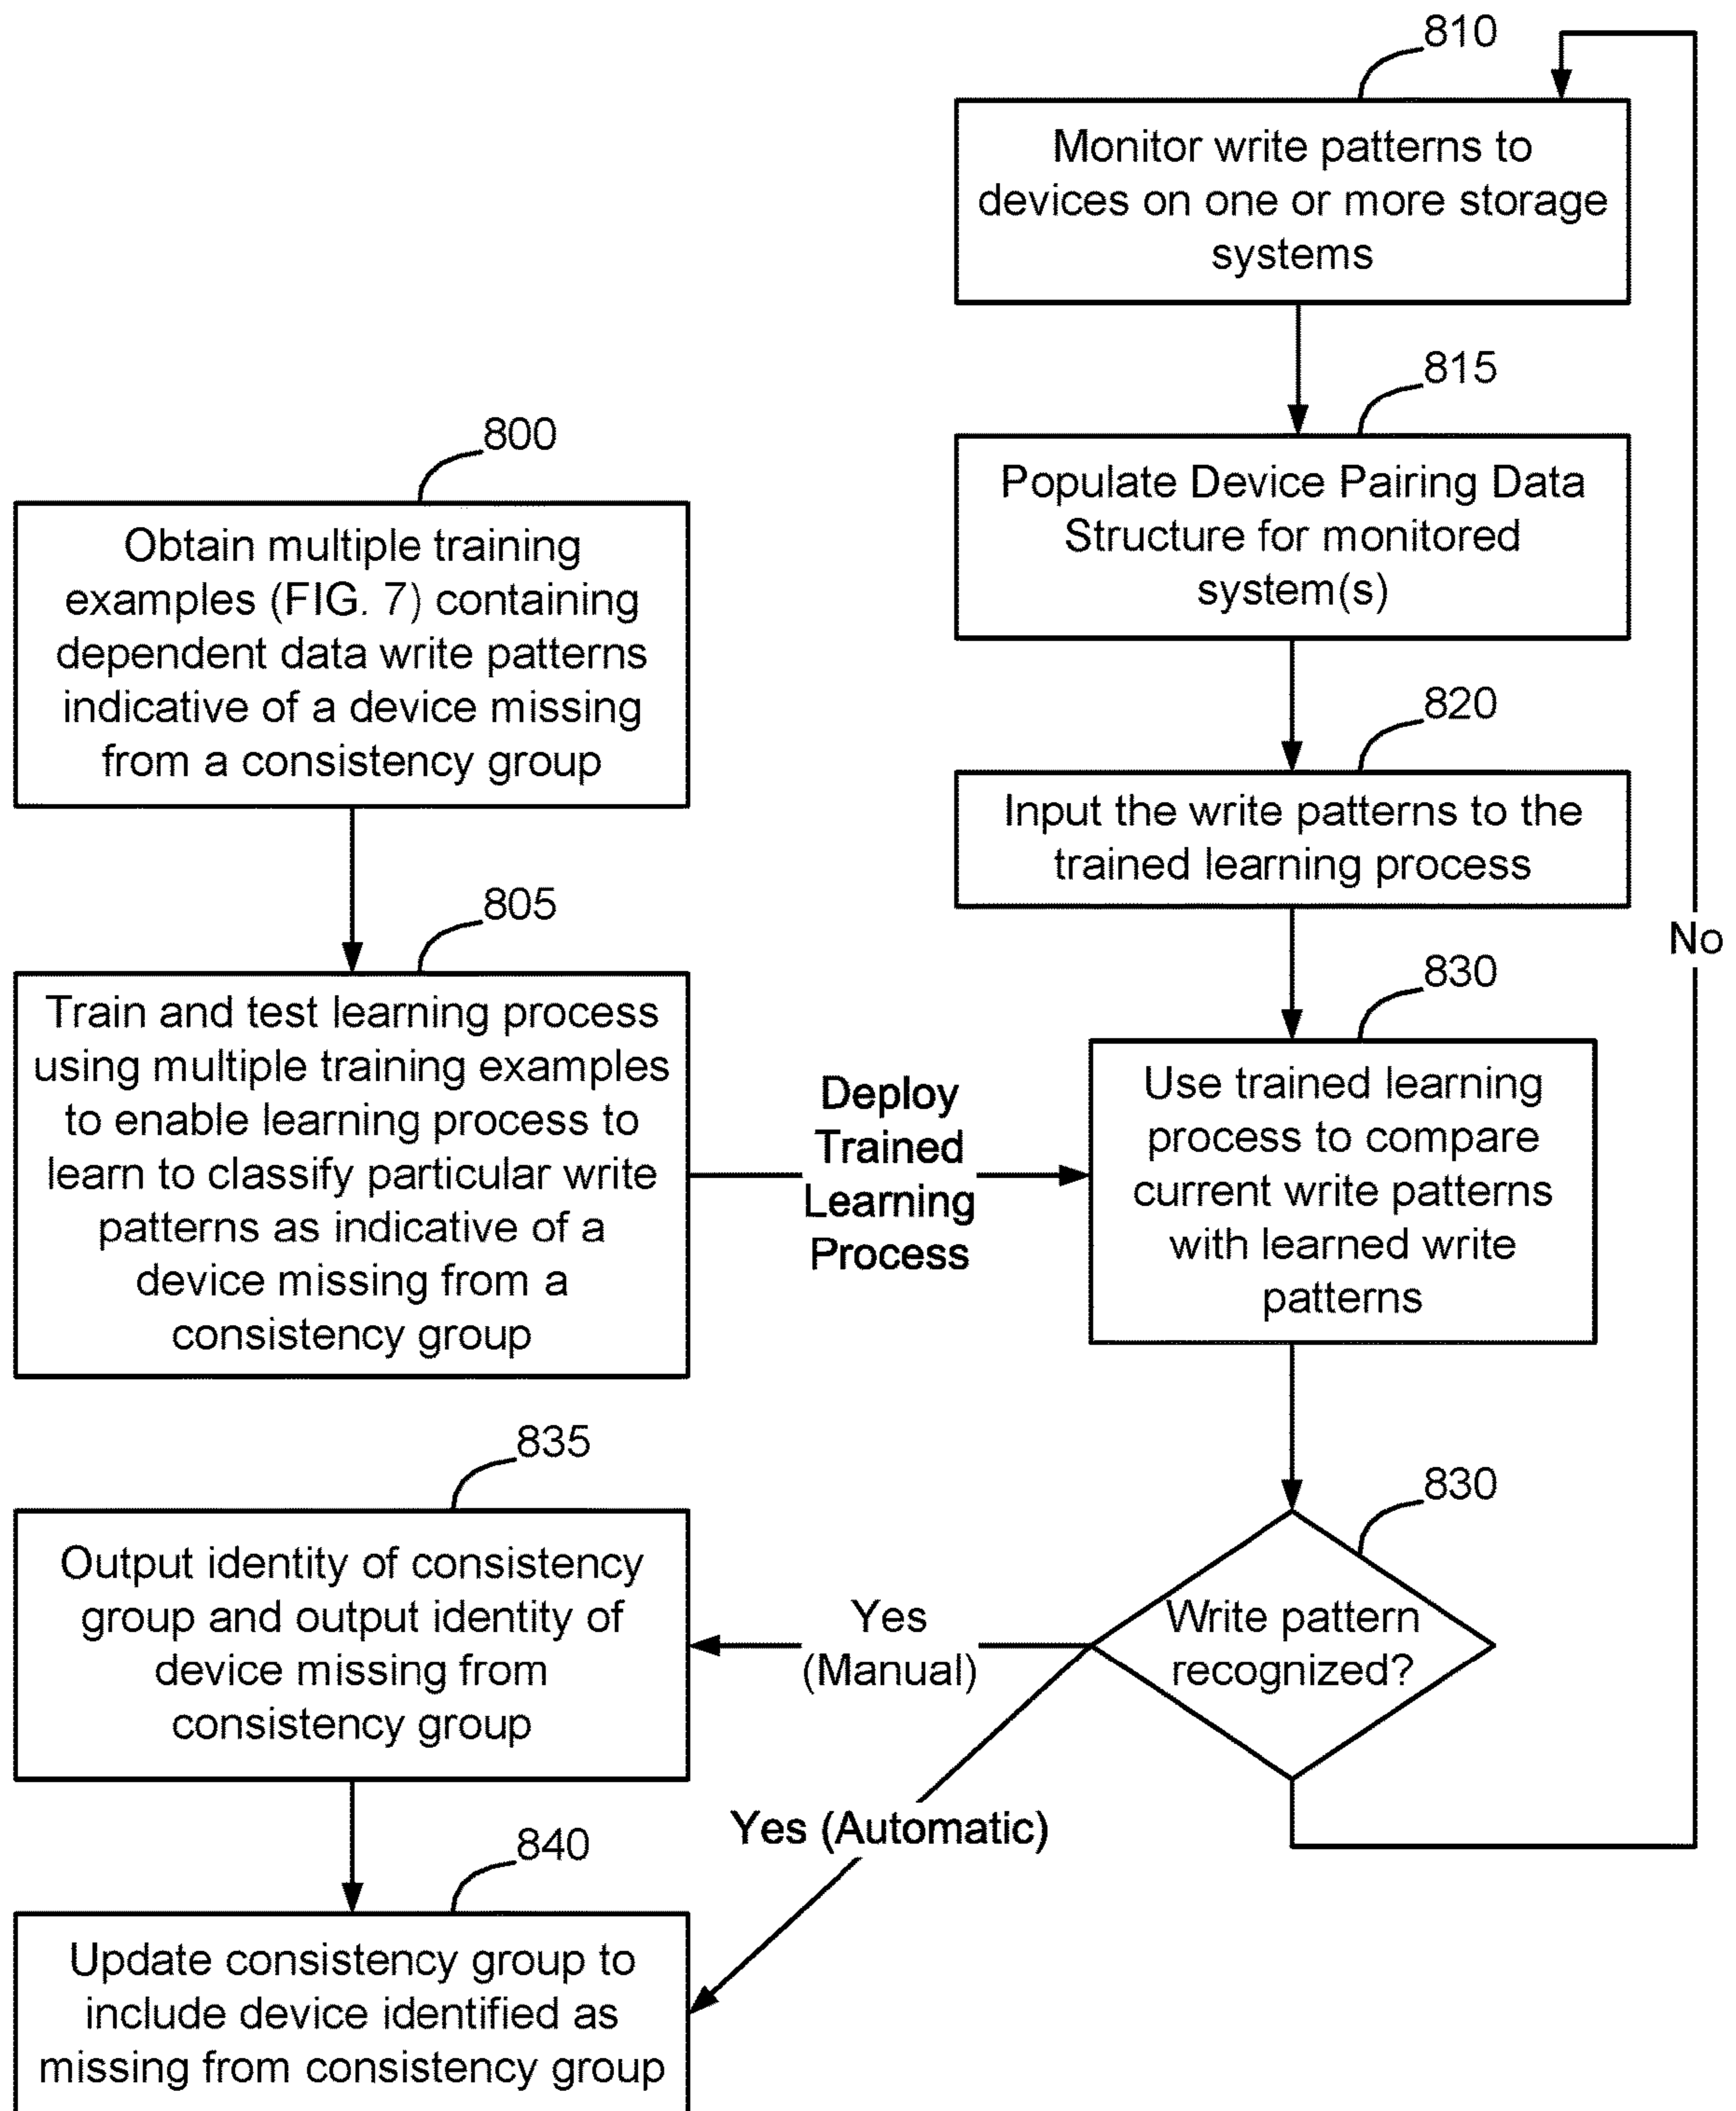 810
Monitor write patterns to
devices on one or more storage
systems
815
Populate Device Pairing Data
Structure for monitored
system(s)
820
Input the write patterns to the
trained learning process
No
830
Use trained learning
process to compare
current write patterns
with learned write
patterns
830
Write pattern
recognized?
800
Obtain multiple training
examples (FIG. 7) containing
dependent data write patterns
indicative of a device missing
from a consistency group
805
Train and test learning process
using multiple training examples
to enable learning process to
learn to classify particular write
patterns as indicative of a
device missing from a
consistency group
Deploy
Trained
Learning
Process
835
Output identity of consistency
group and output identity of
device missing from
consistency group
Yes
(Manual)
Yes (Automatic)
840
Update consistency group to
include device identified as
missing from consistency group